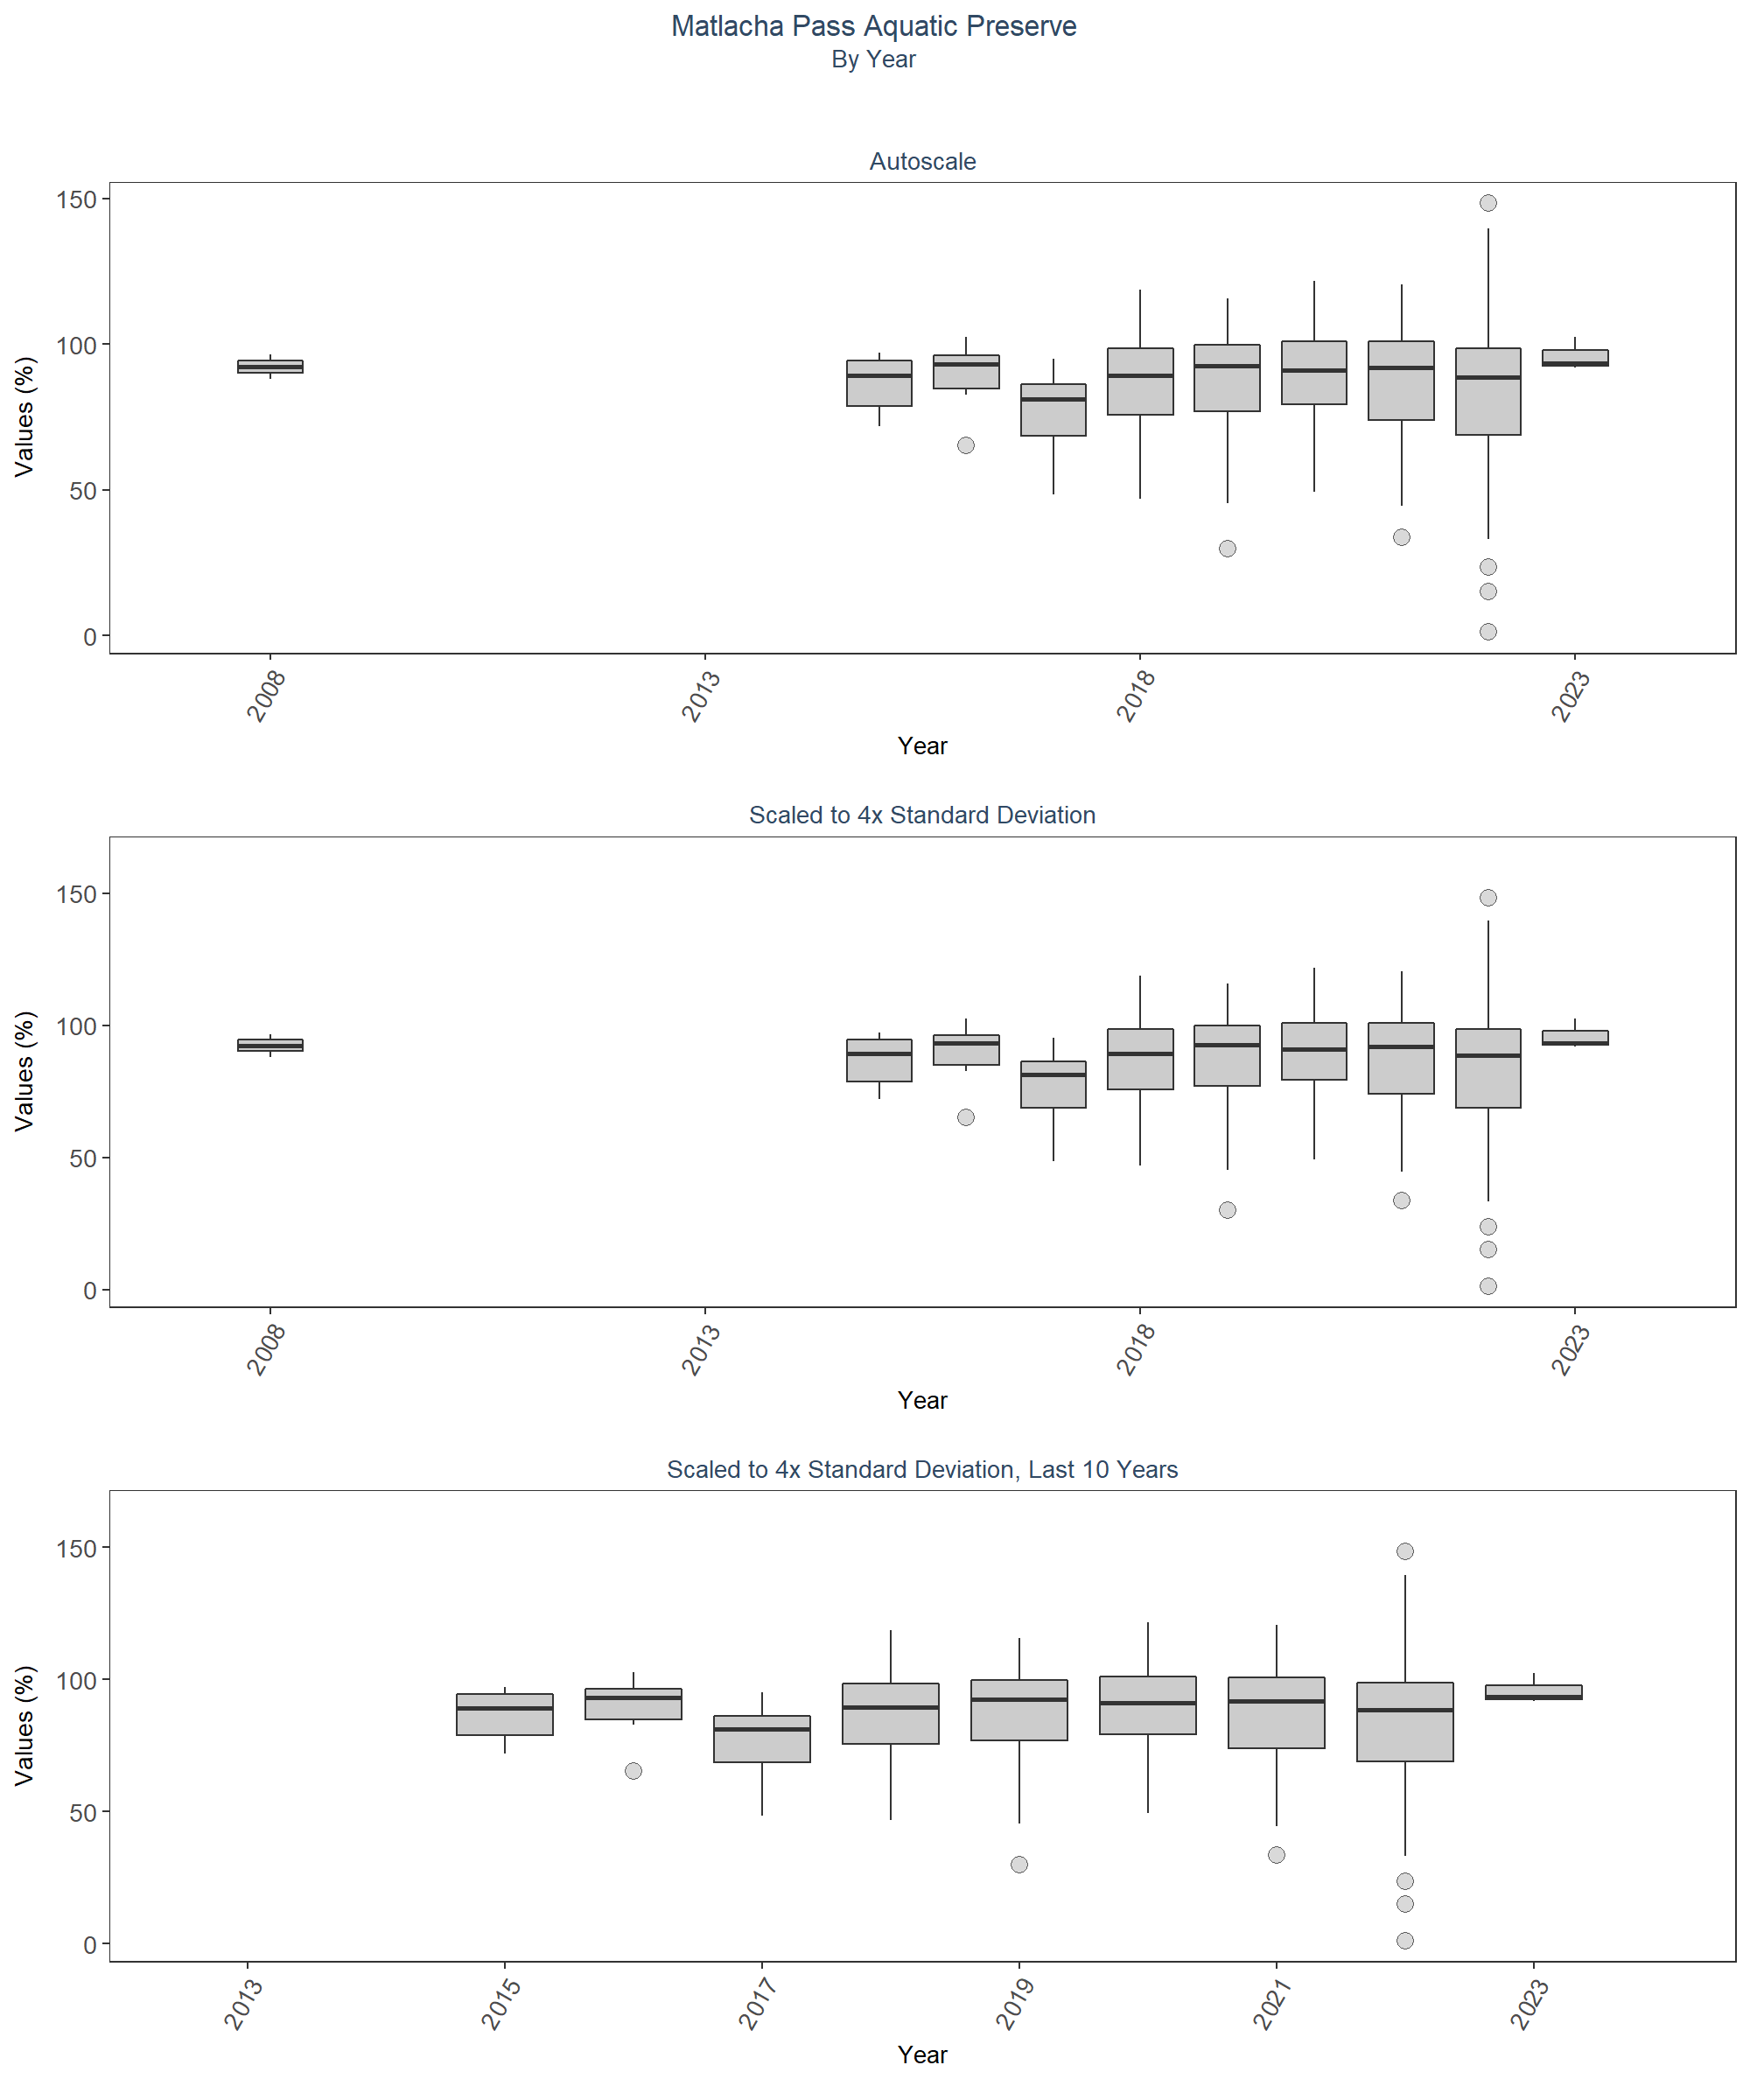 Matlacha Pass Aquatic Preserve
By Year
Autoscale
150
100
50
0
Values (%)
2008
2013
2018
2023
Year
Scaled to 4x Standard Deviation
150
100
50
0
Values (%)
2008
2013
2018
2023
Year
Scaled to 4x Standard Deviation, Last 10 Years
150
100
50
0
Values (%)
2013
2015
2017
2019
2021
2023
Year